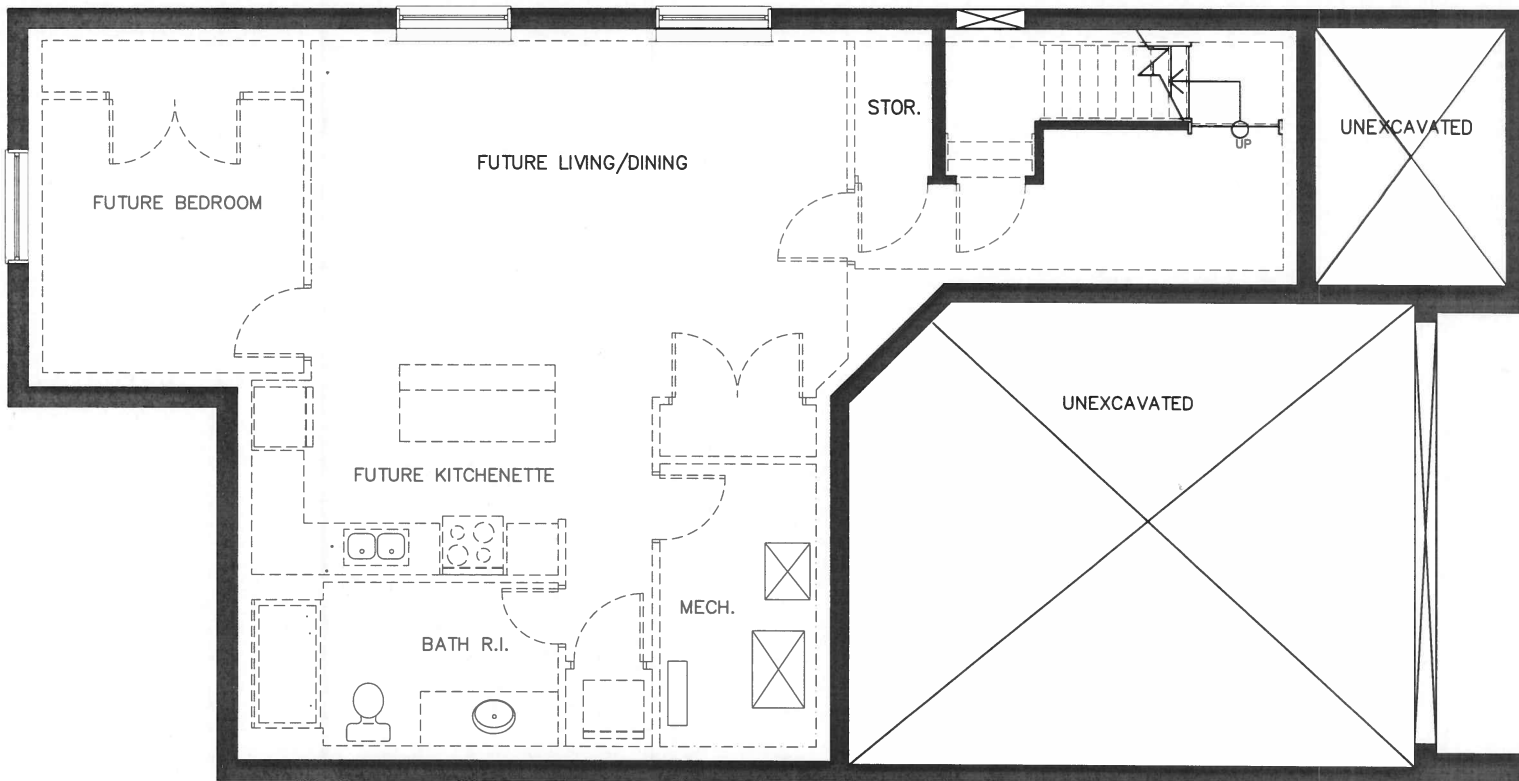 STOR.
UNEXCAVATED
UP
FUTURE LIVING/DINING
FUTURE BEDROOM
UNEXCAVATED
FUTURE KITCHENETTE
MECH.
BATH R.I.